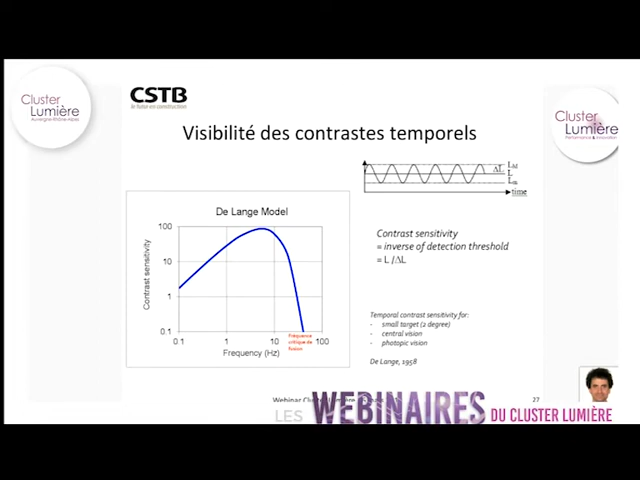 Cluster
Lumière
Auvergne-Rhône-Alpes
CSTB
le futur en construction
Cluster
Lumière
Visibilité des contrastes temporels
L
ΔL
L
L
time
De Lange Model
Contrast sensitivity
100
10
1
0.1
0.1
1
10
100
Fréquence
critique de
fusion
Frequency (Hz)
Contrast sensitivity
= inverse of detection threshold
= L /ΔL
Temporal contrast sensitivity for:
- small target (2 degree)
- central vision
- photopic vision
De Lange, 1958
Webinar
27
LES WEBINAIRES DU CLUSTER LUMIÈRE